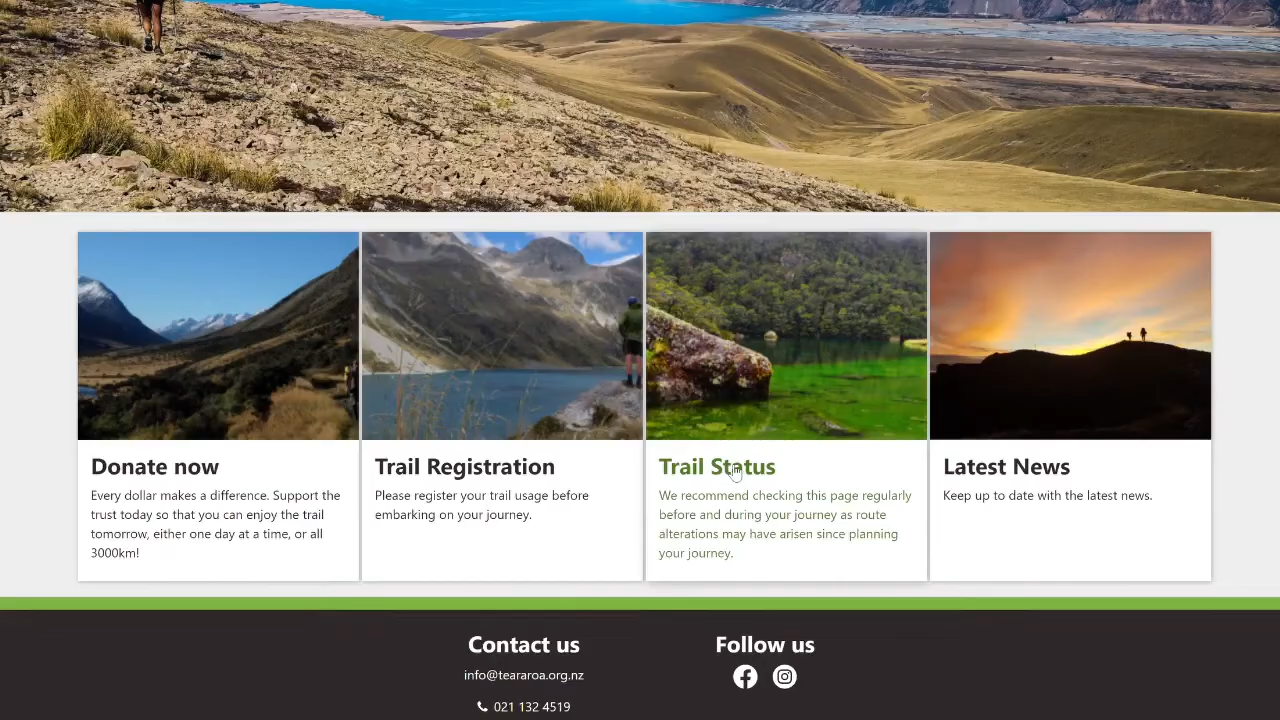 Donate now
Every dollar makes a difference. Support the
trust today so that you can enjoy the trail
tomorrow, either one day at a time, or all
3000km!
Trail Registration
Please register your trail usage before
embarking on your journey.
Trail Status
We recommend checking this page regularly
before and during your journey as route
alterations may have arisen since planning
your journey.
Latest News
Keep up to date with the latest news.
Contact us
info@teararoa.org.nz
021 132 4519
Follow us